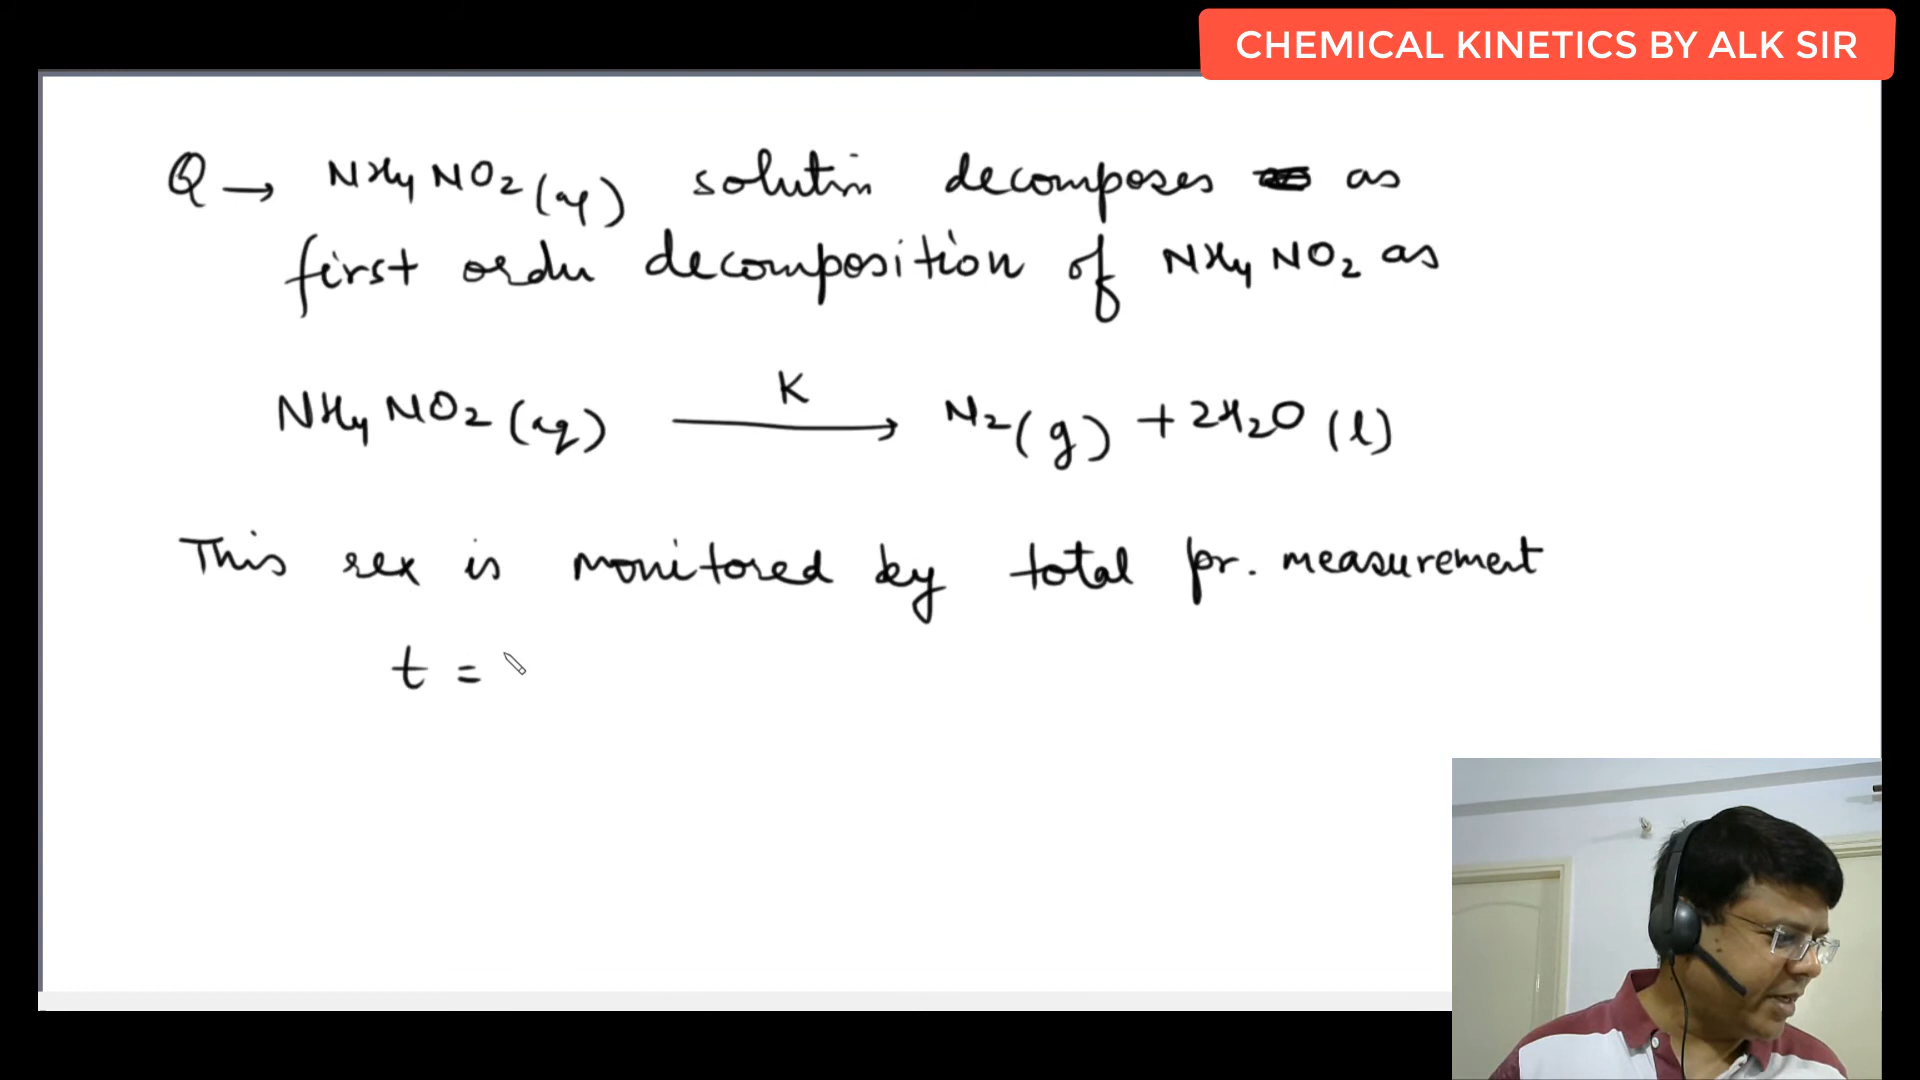 CHEMICAL KINETICS BY ALK SIR
Q → NH4NO2(aq) solution decomposes as
first order decomposition of NH4NO2 as
K
NH4NO2(aq) → N2(g) + 2H2O(l)
This rex is monitored by total pr. measurement
t =